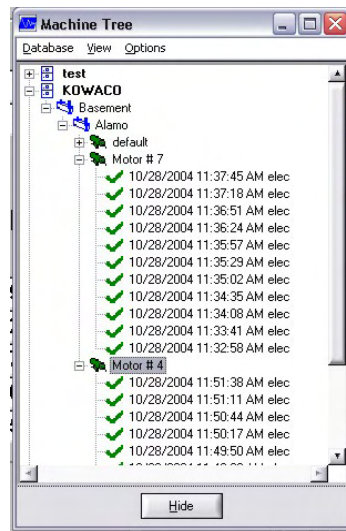 Machine Tree
Database View Options
test
KOWACO
Basement
Alamo
default
Motor # 7
10/28/2004 11:37:45 AM elec
10/28/2004 11:37:18 AM elec
10/28/2004 11:36:51 AM elec
10/28/2004 11:36:24 AM elec
10/28/2004 11:35:57 AM elec
10/28/2004 11:35:29 AM elec
10/28/2004 11:35:02 AM elec
10/28/2004 11:34:35 AM elec
10/28/2004 11:34:08 AM elec
10/28/2004 11:33:41 AM elec
10/28/2004 11:32:58 AM elec
Motor # 4
10/28/2004 11:51:38 AM elec
10/28/2004 11:51:11 AM elec
10/28/2004 11:50:44 AM elec
10/28/2004 11:50:17 AM elec
10/28/2004 11:49:50 AM elec
Hide